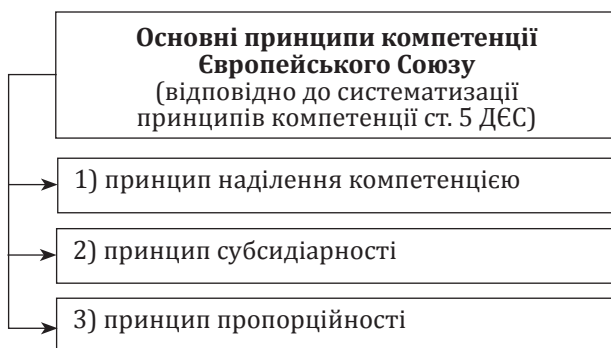 Основні принципи компетенції
Європейського Союзу
(відповідно до систематизації
принципів компетенції ст. 5 ДЄС)
1) принцип наділення компетенцією
2) принцип субсидіарності
3) принцип пропорційності